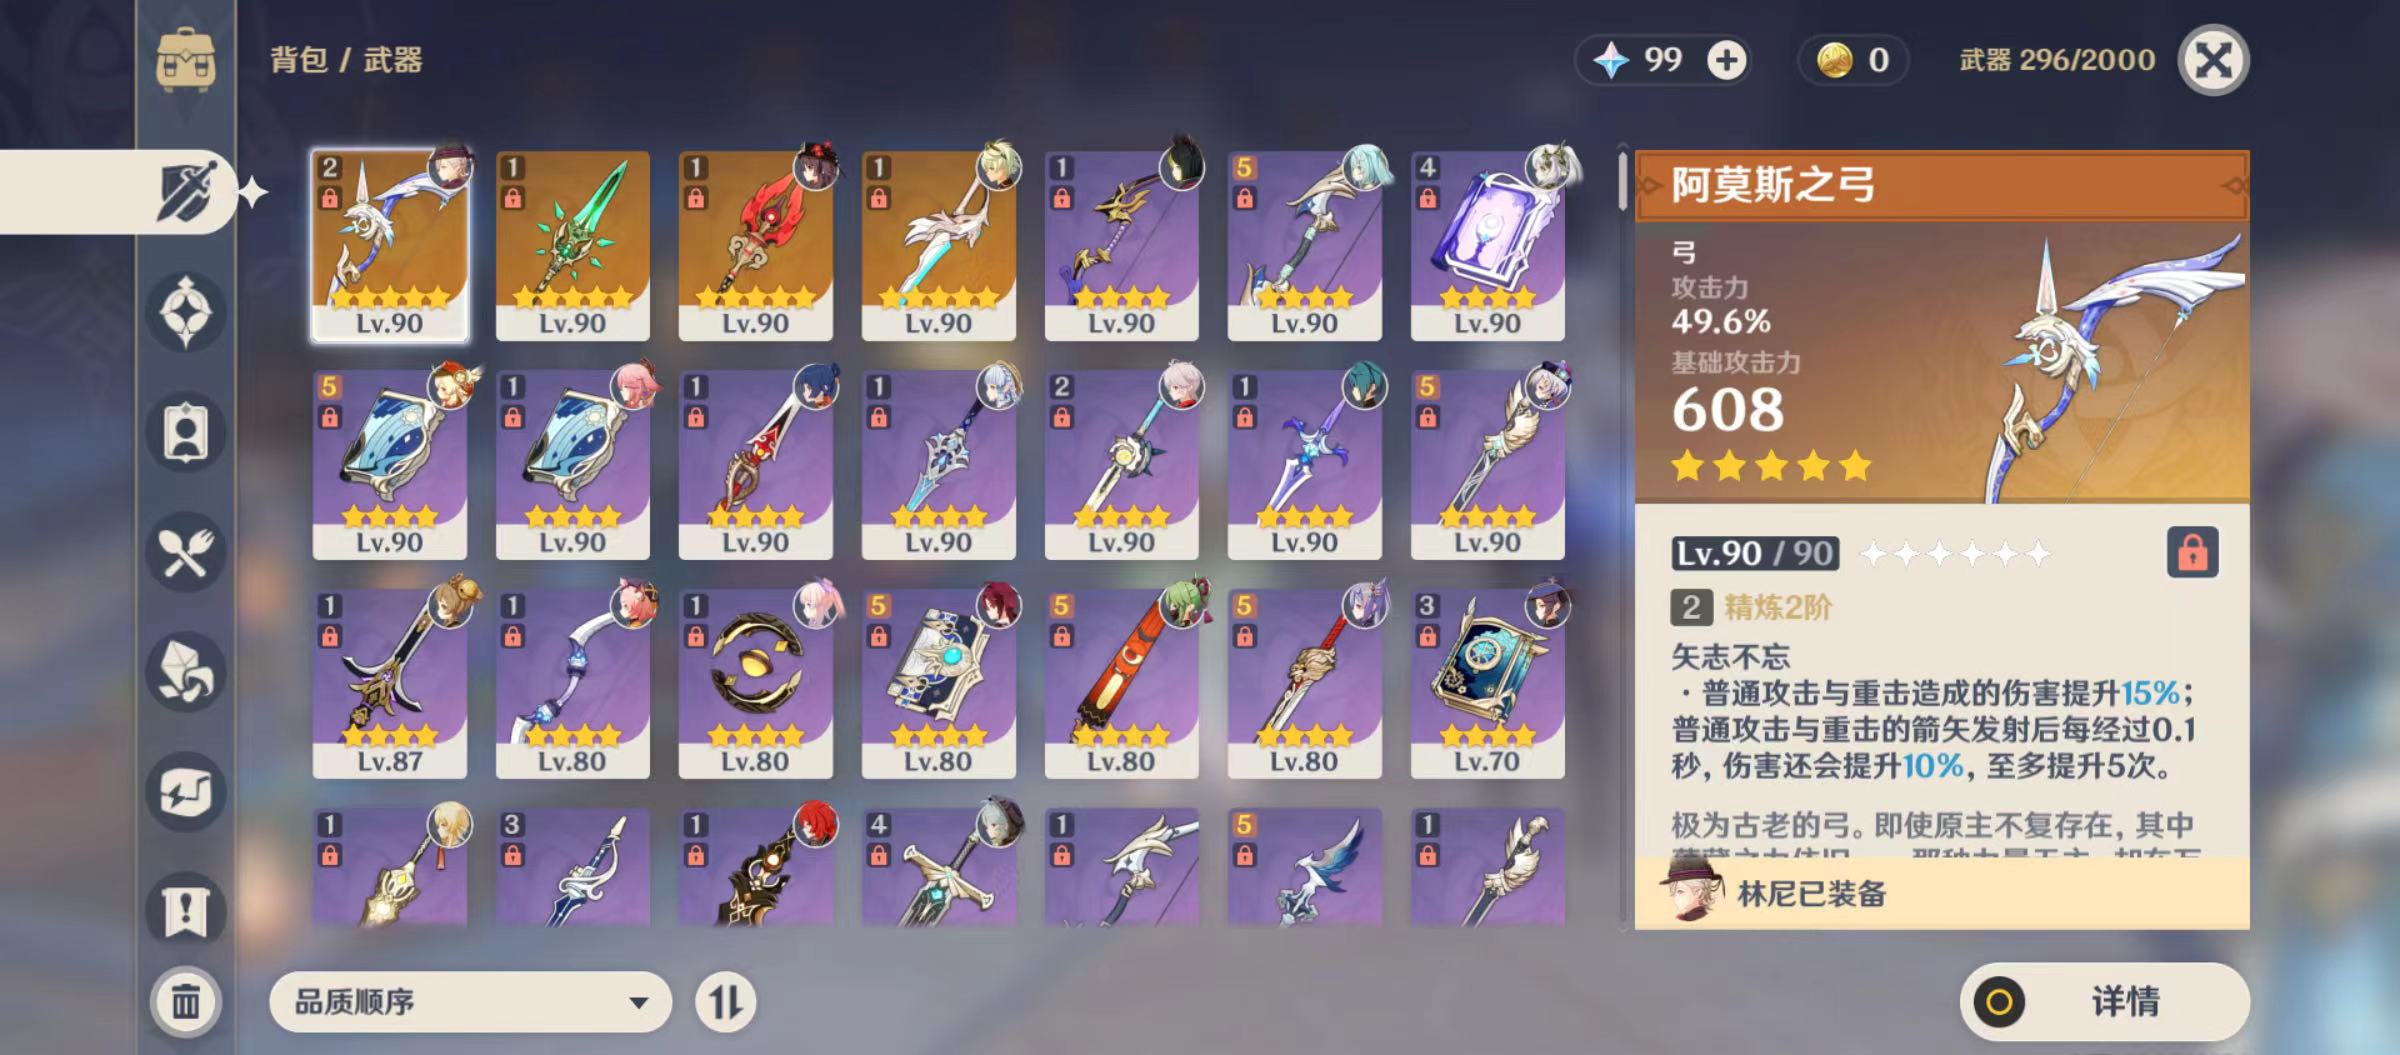 背包 / 武器
99
0
武器 296/2000
2
Lv.90
1
Lv.90
1
Lv.90
1
Lv.90
1
Lv.90
5
Lv.90
4
Lv.90
5
Lv.90
1
Lv.90
1
Lv.90
1
Lv.90
2
Lv.90
1
Lv.90
5
Lv.90
1
Lv.87
1
Lv.80
1
Lv.80
5
Lv.80
5
Lv.80
5
Lv.80
3
Lv.70
1
3
1
4
1
5
1
阿莫斯之弓
弓
攻击力
49.6%
基础攻击力
608
Lv.90 / 90
2 精炼2阶
矢志不忘
·普通攻击与重击造成的伤害提升15%;
普通攻击与重击的箭矢发射后每经过0.1
秒,伤害还会提升10%,至多提升5次。
极为古老的弓。即使原主不复存在,其中
林尼已装备
品质顺序
详情